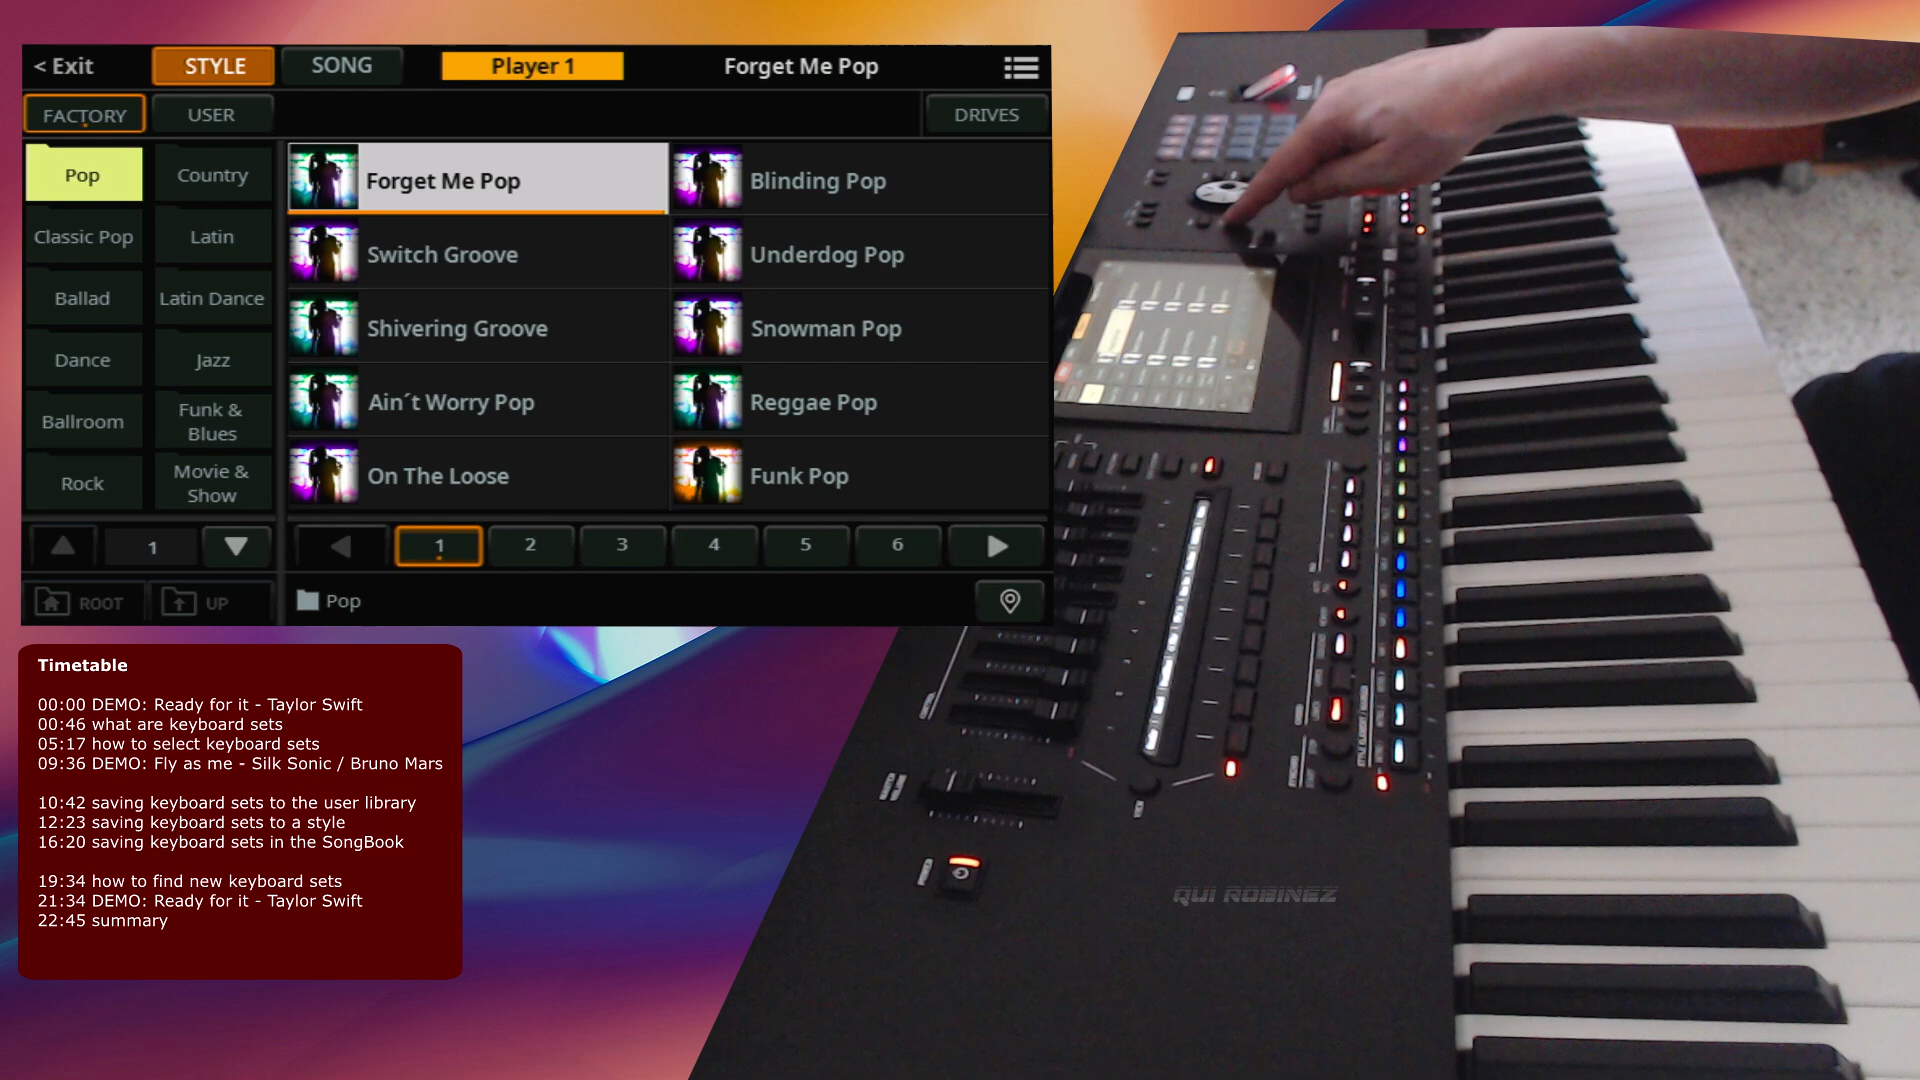 < Exit
STYLE
SONG
Player 1
Forget Me Pop
FACTORY
USER
DRIVES
Pop
Country
Classic Pop
Latin
Ballad
Latin Dance
Dance
Jazz
Ballroom
Funk &
Blues
Rock
Movie &
Show
1
ROOT
UP
Forget Me Pop
Blinding Pop
Switch Groove
Underdog Pop
Shivering Groove
Snowman Pop
Ain´t Worry Pop
Reggae Pop
On The Loose
Funk Pop
1
2
3
4
5
6
Pop
Timetable
00:00 DEMO: Ready for it - Taylor Swift
00:46 what are keyboard sets
05:17 how to select keyboard sets
09:36 DEMO: Fly as me - Silk Sonic / Bruno Mars
10:42 saving keyboard sets to the user library
12:23 saving keyboard sets to a style
16:20 saving keyboard sets in the SongBook
19:34 how to find new keyboard sets
21:34 DEMO: Ready for it - Taylor Swift
22:45 summary
QUI ROBINEZ